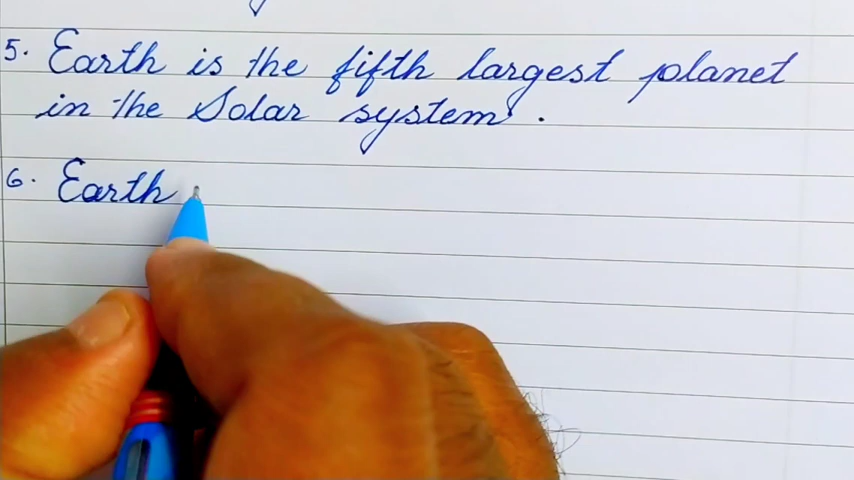 5. Earth is the fifth largest planet
in the Solar system.
6. Earth